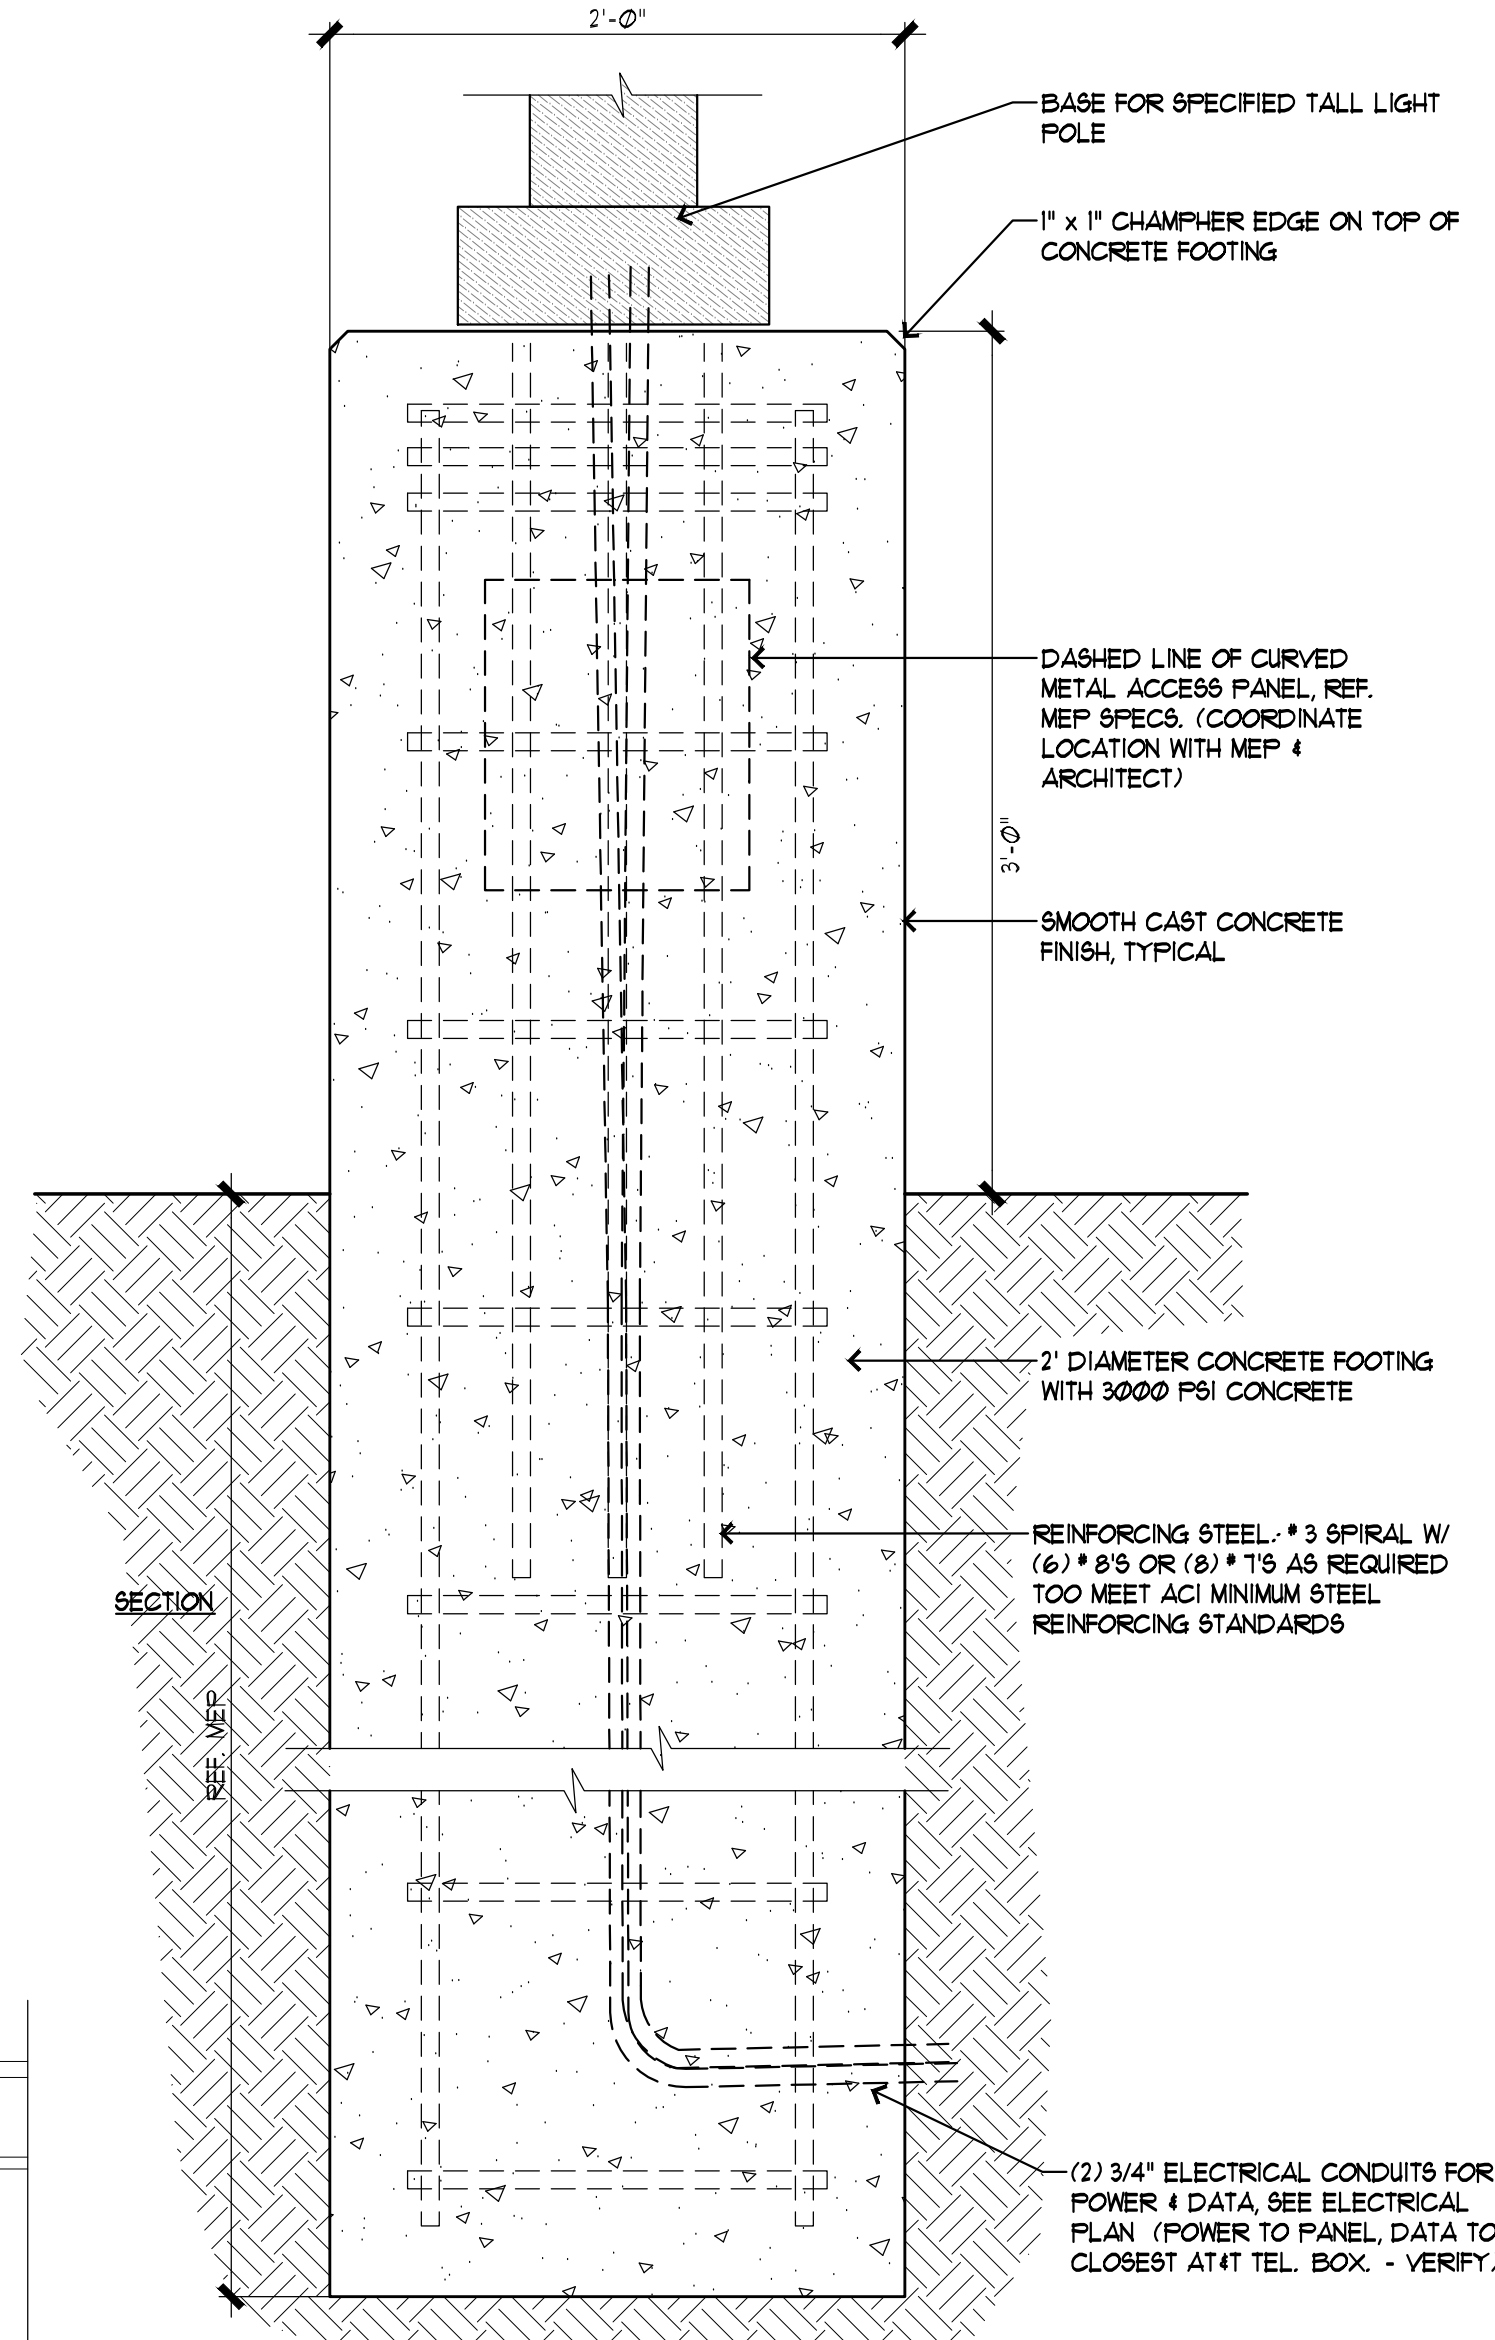 2'-0"
BASE FOR SPECIFIED TALL LIGHT
POLE
1" x 1" CHAMPHER EDGE ON TOP OF
CONCRETE FOOTING
DASHED LINE OF CURVED
METAL ACCESS PANEL, REF.
MEP SPECS. (COORDINATE
LOCATION WITH MEP &
ARCHITECT)
3'-0"
SMOOTH CAST CONCRETE
FINISH, TYPICAL
2' DIAMETER CONCRETE FOOTING
WITH 3000 PSI CONCRETE
REINFORCING STEEL: #3 SPIRAL W/
(6) #8'S OR (8) #7'S AS REQUIRED
TOO MEET ACI MINIMUM STEEL
REINFORCING STANDARDS
SECTION
REF. MEP
(2) 3/4" ELECTRICAL CONDUITS FOR
POWER & DATA, SEE ELECTRICAL
PLAN (POWER TO PANEL, DATA TO
CLOSEST AT&T TEL. BOX. - VERIFY.